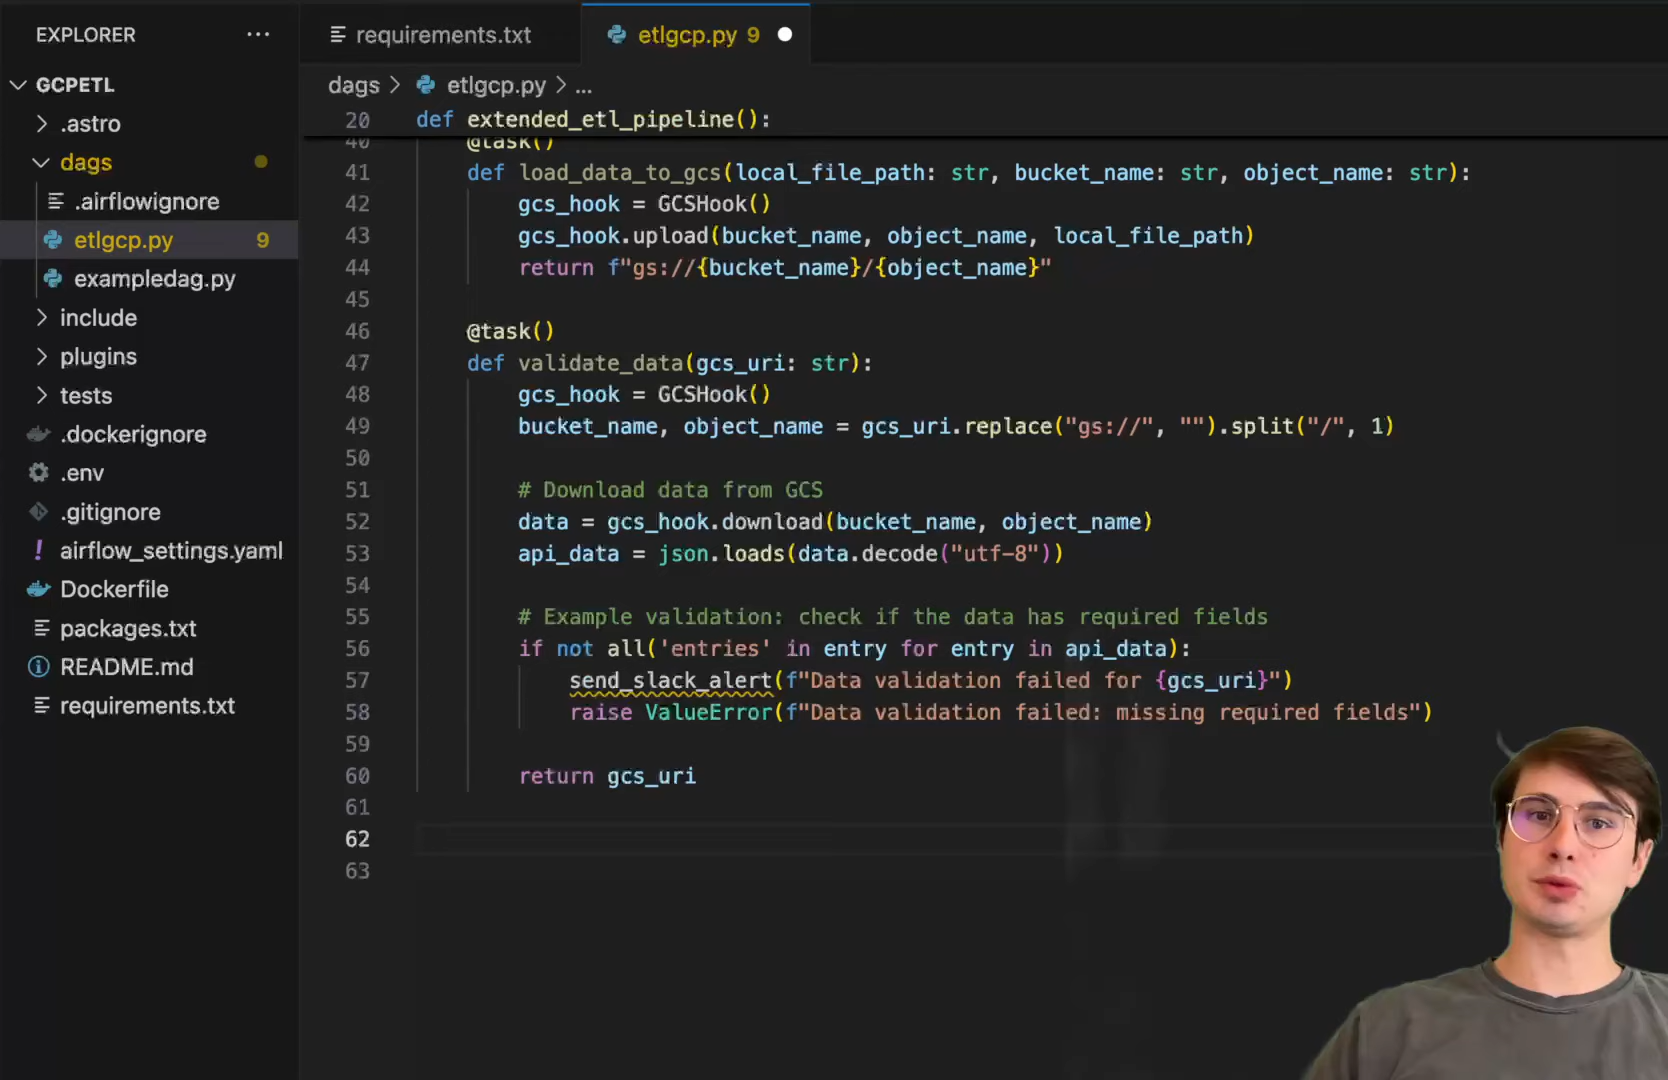 EXPLORER ...
GCPETL
.astro
dags
.airflowignore
etlgcp.py 9
exampledag.py
include
plugins
tests
.dockerignore
.env
.gitignore
! airflow_settings.yaml
Dockerfile
packages.txt
README.md
requirements.txt
requirements.txt
etlgcp.py 9
dags > etlgcp.py > ...
20 def extended_etl_pipeline():
40 @task()
41 def load_data_to_gcs(local_file_path: str, bucket_name: str, object_name: str):
42 gcs_hook = GCSHook()
43 gcs_hook.upload(bucket_name, object_name, local_file_path)
44 return f"gs://{bucket_name}/{object_name}"
45
46 @task()
47 def validate_data(gcs_uri: str):
48 gcs_hook = GCSHook()
49 bucket_name, object_name = gcs_uri.replace("gs://", "").split("/", 1)
50
51 # Download data from GCS
52 data = gcs_hook.download(bucket_name, object_name)
53 api_data = json.loads(data.decode("utf-8"))
54
55 # Example validation: check if the data has required fields
56 if not all('entries' in entry for entry in api_data):
57 send_slack_alert(f"Data validation failed for {gcs_uri}")
58 raise ValueError(f"Data validation failed: missing required fields")
59
60 return gcs_uri
61
62
63